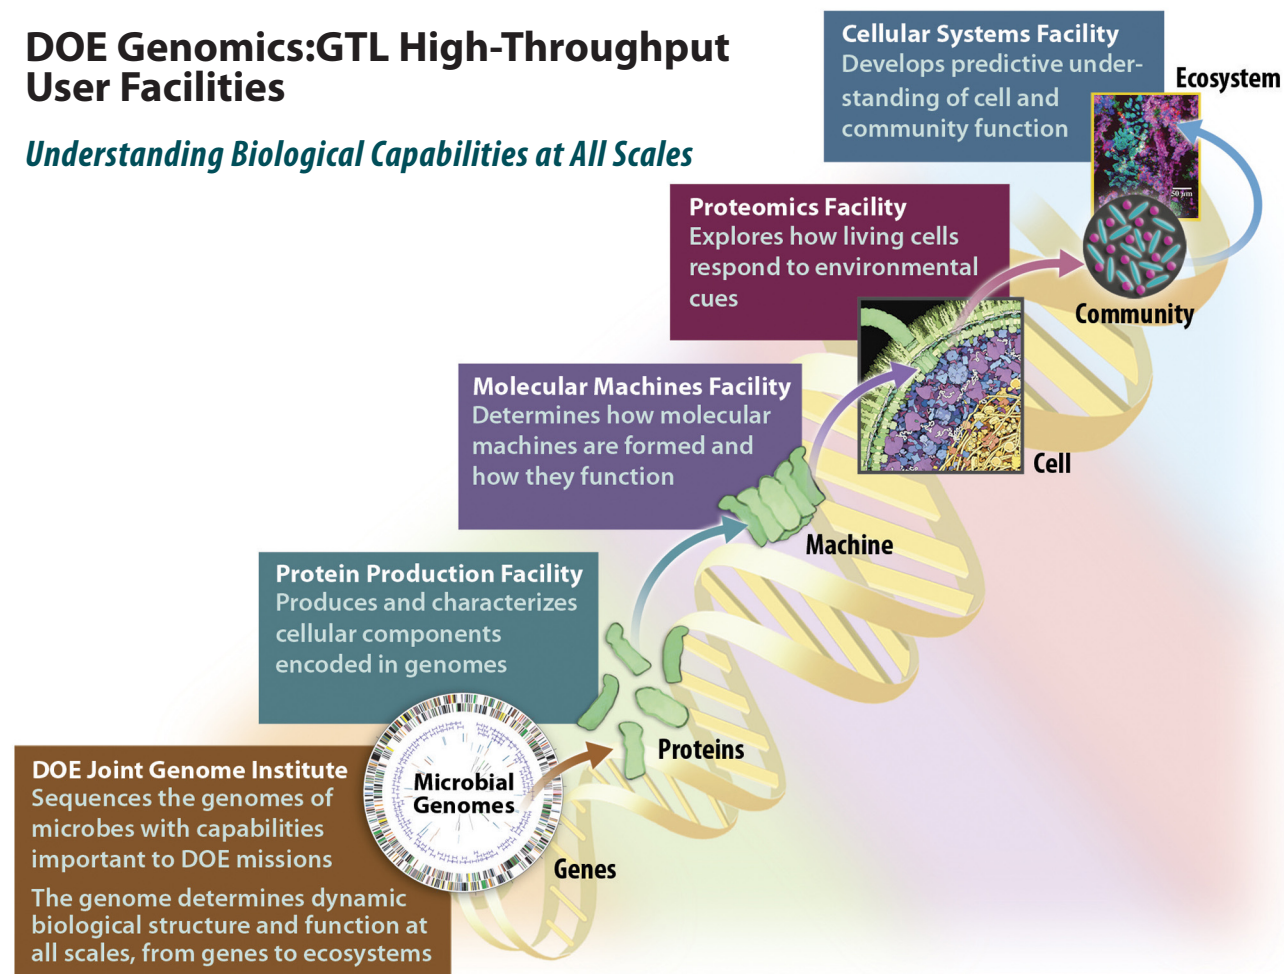 DOE Genomics:GTL High-Throughput
User Facilities
Understanding Biological Capabilities at All Scales
Cellular Systems Facility
Develops predictive under-
standing of cell and
community function
Ecosystem
50 µm
Proteomics Facility
Explores how living cells
respond to environmental
cues
Community
Molecular Machines Facility
Determines how molecular
machines are formed and
how they function
Cell
Machine
Protein Production Facility
Produces and characterizes
cellular components
encoded in genomes
Proteins
DOE Joint Genome Institute
Sequences the genomes of
microbes with capabilities
important to DOE missions
The genome determines dynamic
biological structure and function at
all scales, from genes to ecosystems
Microbial
Genomes
Genes